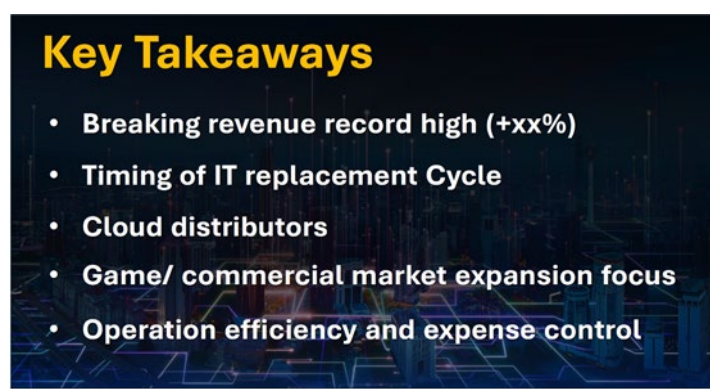 Key Takeaways
• Breaking revenue record high (+xx%)
• Timing of IT replacement Cycle
• Cloud distributors
• Game/ commercial market expansion focus
• Operation efficiency and expense control